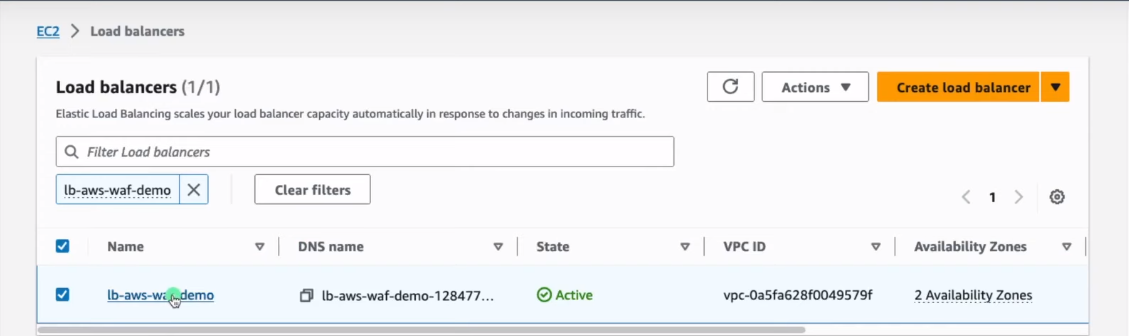 EC2 > Load balancers
Load balancers (1/1)
Actions
Create load balancer
Elastic Load Balancing scales your load balancer capacity automatically in response to changes in incoming traffic.
Filter Load balancers
lb-aws-waf-demo
Clear filters
1
Name DNS name State VPC ID Availability Zones
lb-aws-waf-demo lb-aws-waf-demo-128477... Active vpc-0a5fa628f0049579f 2 Availability Zones